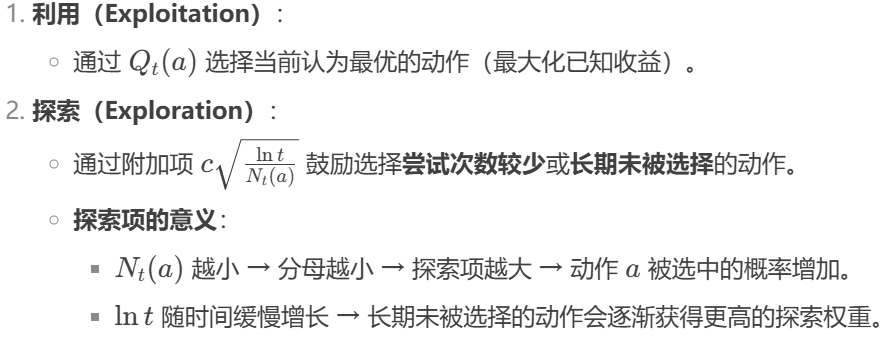 1. 利用（Exploitation）：
○ 通过 Qₜ(a) 选择当前认为最优的动作（最大化已知收益）。
2. 探索（Exploration）：
○ 通过附加项 c√(ln t / Nₜ(a)) 鼓励选择尝试次数较少或长期未被选择的动作。
○ 探索项的意义：
■ Nₜ(a) 越小 → 分母越小 → 探索项越大 → 动作 a 被选中的概率增加。
■ ln t 随时间缓慢增长 → 长期未被选择的动作会逐渐获得更高的探索权重。